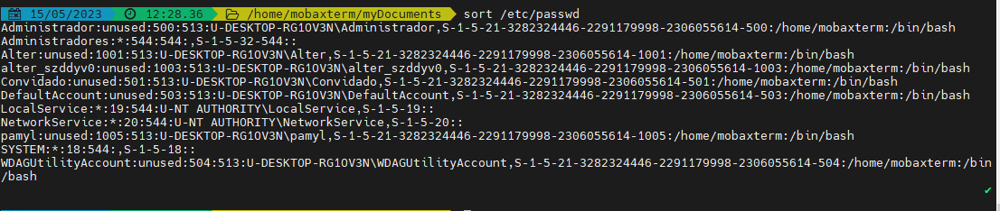 15/05/2023 12:28.36 /home/mobaxterm/myDocuments sort /etc/passwd
Administrador:unused:500:513:U-DESKTOP-RG1OV3N\Administrador,S-1-5-21-3282324446-2291179998-2306055614-500:/home/mobaxterm:/bin/bash
Administradores:*:544:544:,S-1-5-32-544::
Alter:unused:1001:513:U-DESKTOP-RG1OV3N\Alter,S-1-5-21-3282324446-2291179998-2306055614-1001:/home/mobaxterm:/bin/bash
alter_szddyv0:unused:1003:513:U-DESKTOP-RG1OV3N\alter_szddyv0,S-1-5-21-3282324446-2291179998-2306055614-1003:/home/mobaxterm:/bin/bash
Convidado:unused:501:513:U-DESKTOP-RG1OV3N\Convidado,S-1-5-21-3282324446-2291179998-2306055614-501:/home/mobaxterm:/bin/bash
DefaultAccount:unused:503:513:U-DESKTOP-RG1OV3N\DefaultAccount,S-1-5-21-3282324446-2291179998-2306055614-503:/home/mobaxterm:/bin/bash
LocalService:*:19:544:U-NT AUTHORITY\LocalService,S-1-5-19::
NetworkService:*:20:544:U-NT AUTHORITY\NetworkService,S-1-5-20::
pamyl:unused:1005:513:U-DESKTOP-RG1OV3N\pamyl,S-1-5-21-3282324446-2291179998-2306055614-1005:/home/mobaxterm:/bin/bash
SYSTEM:*:18:544:,S-1-5-18::
WDAGUtilityAccount:unused:504:513:U-DESKTOP-RG1OV3N\WDAGUtilityAccount,S-1-5-21-3282324446-2291179998-2306055614-504:/home/mobaxterm:/bin
/bash